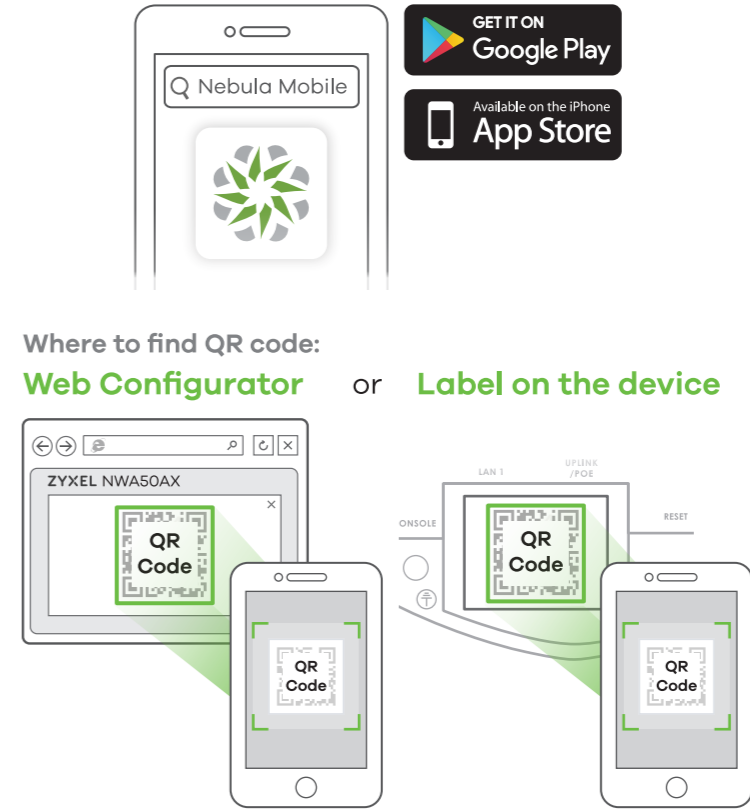 GET IT ON
Google Play
Nebula Mobile
Available on the iPhone
App Store
Where to find QR code:
Web Configurator or Label on the device
ZYXEL NWA50AX
QR
Code
QR
Code
LAN 1
UPLINK
/POE
ONSOLE
RESET
QR
Code
QR
Code